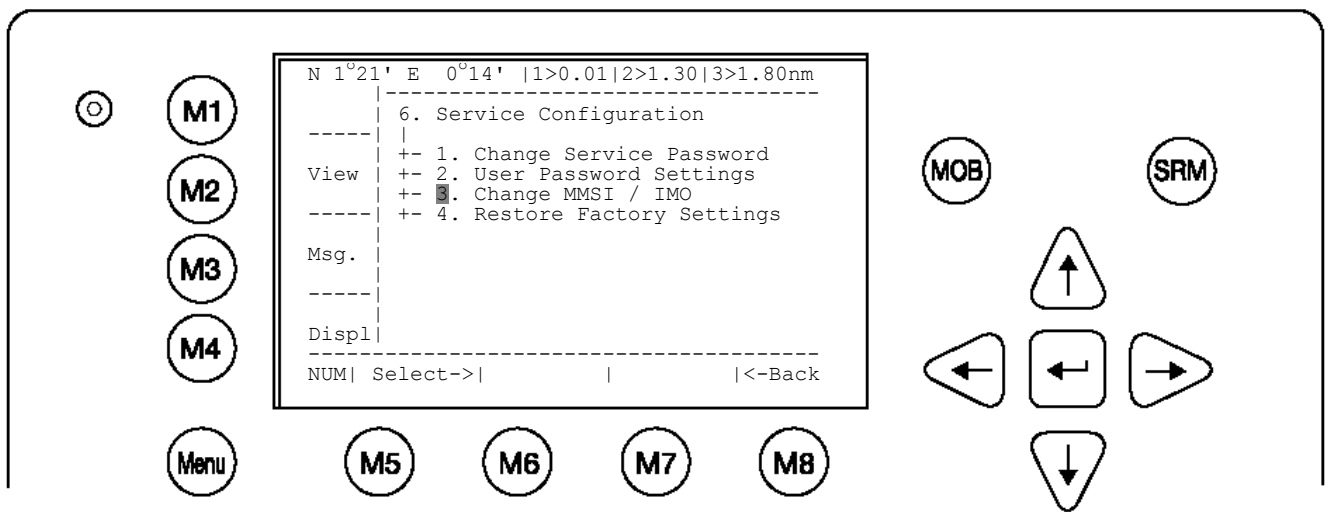 N 1°21' E 0°14' |1>0.01|2>1.30|3>1.80nm
6. Service Configuration
+- 1. Change Service Password
View | +- 2. User Password Settings
+- 3. Change MMSI / IMO
+- 4. Restore Factory Settings
Msg.
Displ|
NUM| Select->| | |<-Back
M1
M2
M3
M4
Menu
M5
M6
M7
M8
MOB
SRM